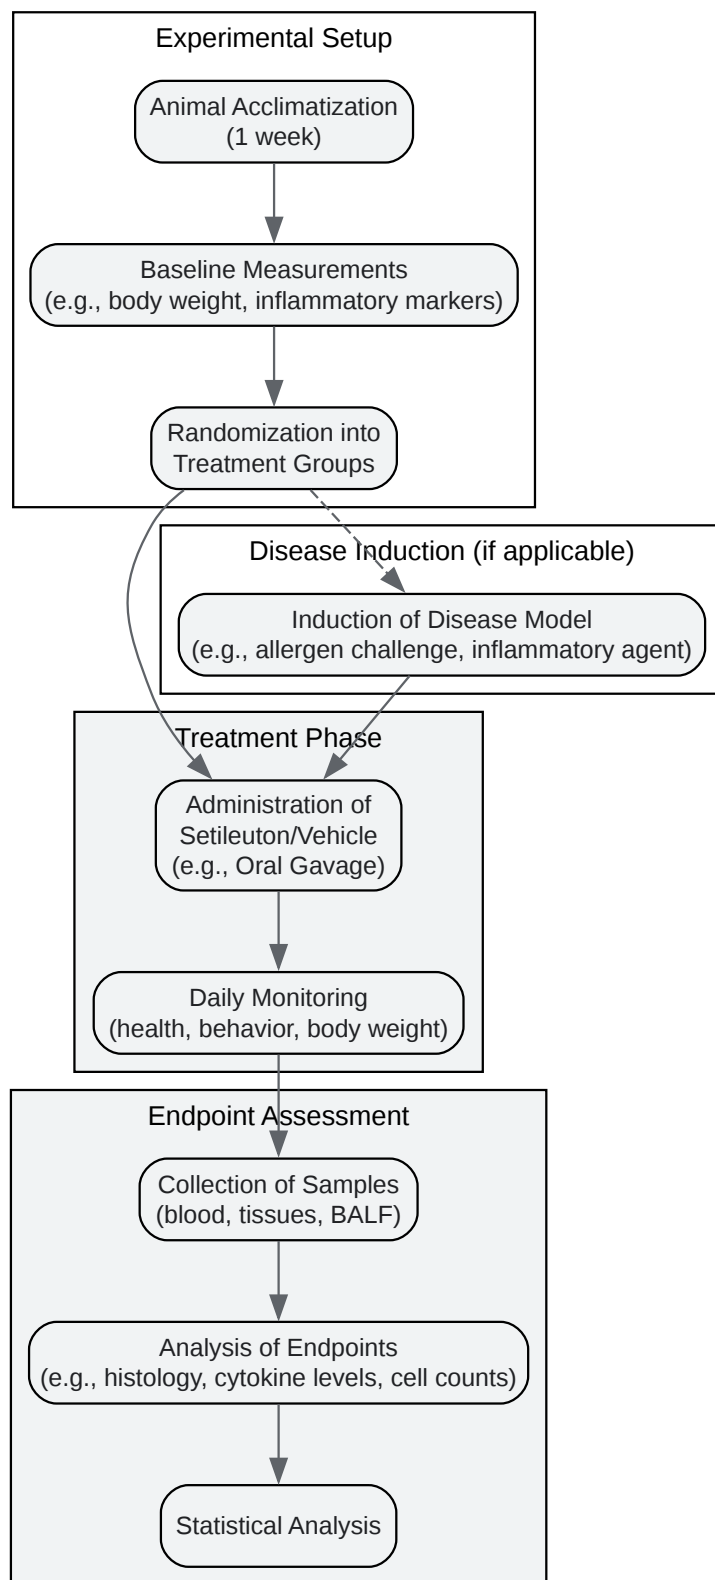 Experimental Setup
Animal Acclimatization
(1 week)
Baseline Measurements
(e.g., body weight, inflammatory markers)
Randomization into
Treatment Groups
Disease Induction (if applicable)
Induction of Disease Model
(e.g., allergen challenge, inflammatory agent)
Treatment Phase
Administration of
Setileuton/Vehicle
(e.g., Oral Gavage)
Daily Monitoring
(health, behavior, body weight)
Endpoint Assessment
Collection of Samples
(blood, tissues, BALF)
Analysis of Endpoints
(e.g., histology, cytokine levels, cell counts)
Statistical Analysis